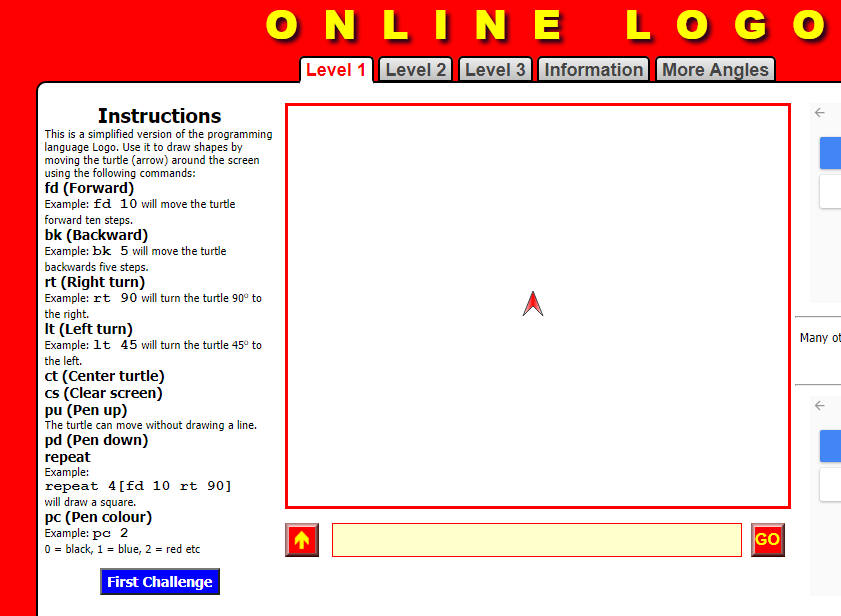 ONLINE LOGO
Level 1
Level 2
Level 3
Information
More Angles
Instructions
This is a simplified version of the programming
language Logo. Use it to draw shapes by
moving the turtle (arrow) around the screen
using the following commands:
fd (Forward)
Example: fd 10 will move the turtle
forward ten steps.
bk (Backward)
Example: bk 5 will move the turtle
backwards five steps.
rt (Right turn)
Example: rt 90 will turn the turtle 90° to
the right.
lt (Left turn)
Example: lt 45 will turn the turtle 45° to
the left.
ct (Center turtle)
cs (Clear screen)
pu (Pen up)
The turtle can move without drawing a line.
pd (Pen down)
repeat
Example:
repeat 4[fd 10 rt 90]
will draw a square.
pc (Pen colour)
Example: pc 2
0 = black, 1 = blue, 2 = red etc
First Challenge
GO
Many ot